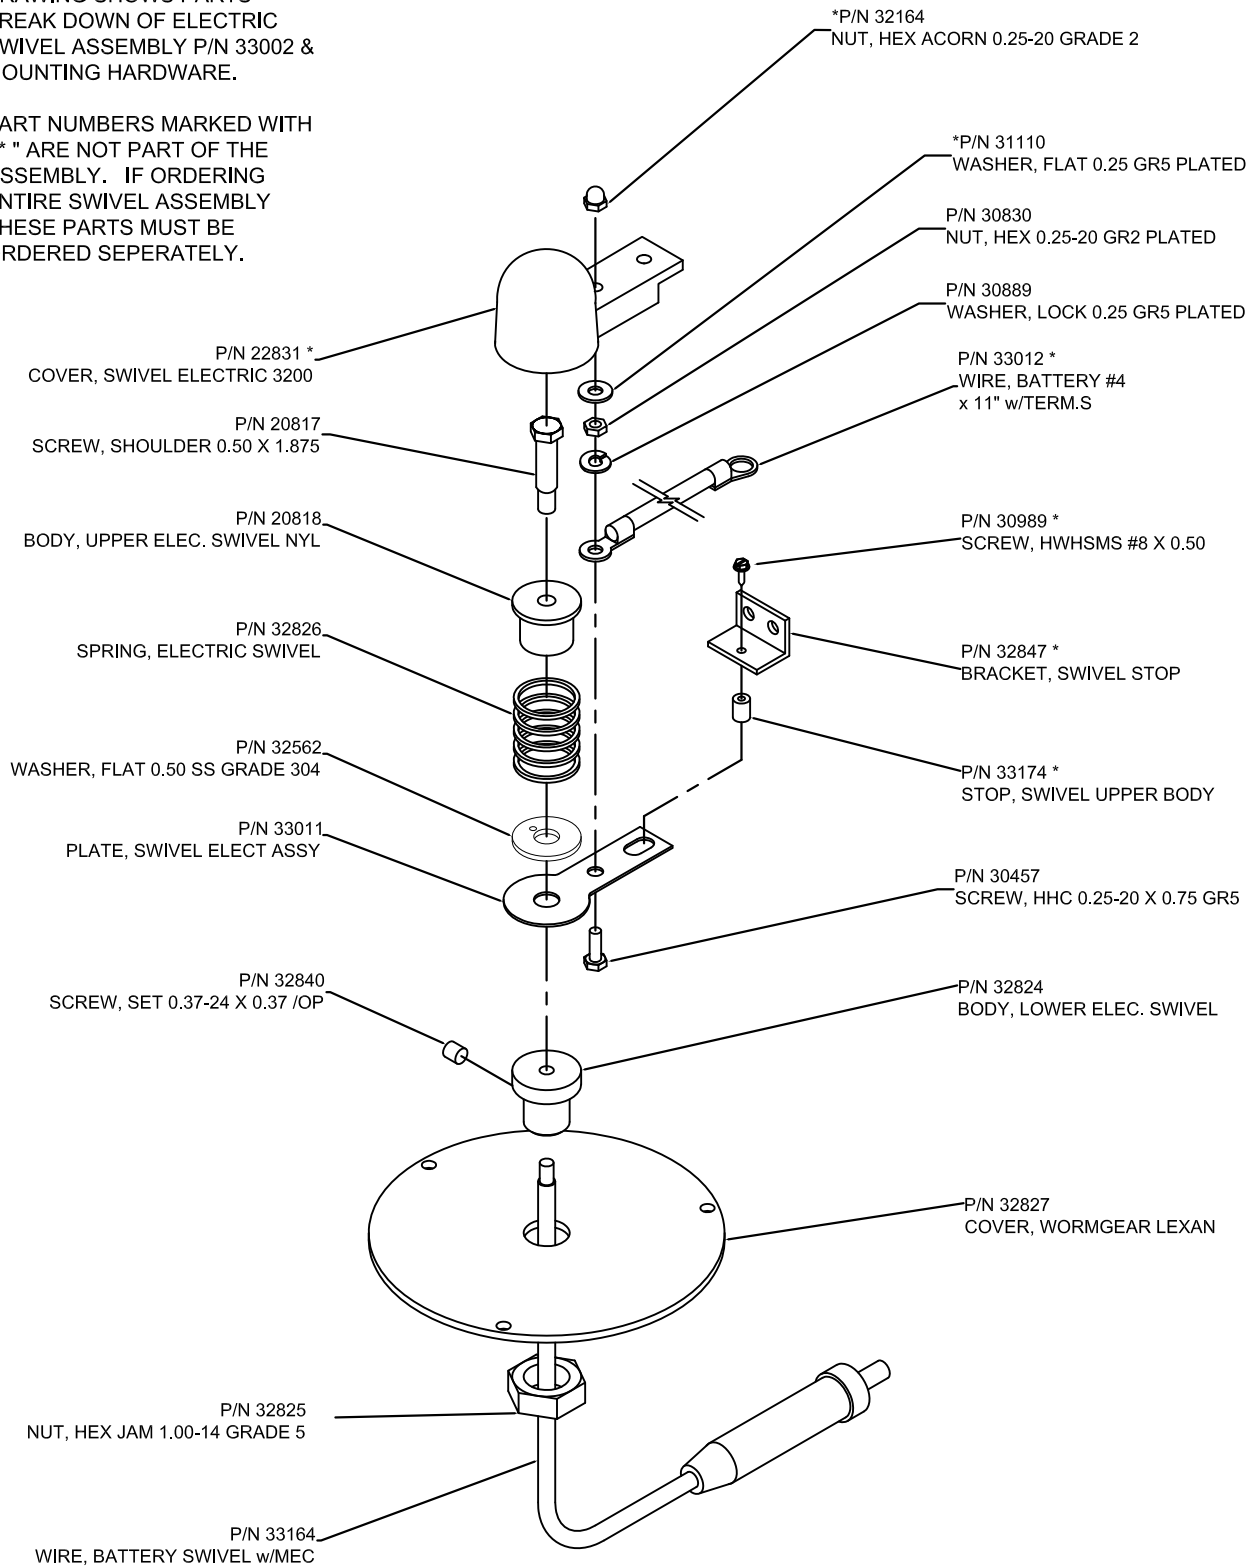 RAWING SHOWS PARTS
REAK DOWN OF ELECTRIC
WIVEL ASSEMBLY P/N 33002 &
OUNTING HARDWARE.
ART NUMBERS MARKED WITH
* " ARE NOT PART OF THE
SSEMBLY. IF ORDERING
NTIRE SWIVEL ASSEMBLY
HESE PARTS MUST BE
RDERED SEPERATELY.
*P/N 32164
NUT, HEX ACORN 0.25-20 GRADE 2
*P/N 31110
WASHER, FLAT 0.25 GR5 PLATED
P/N 30830
NUT, HEX 0.25-20 GR2 PLATED
P/N 30889
WASHER, LOCK 0.25 GR5 PLATED
P/N 22831 *
COVER, SWIVEL ELECTRIC 3200
P/N 33012 *
WIRE, BATTERY #4
x 11" w/TERM.S
P/N 20817
SCREW, SHOULDER 0.50 X 1.875
P/N 20818
BODY, UPPER ELEC. SWIVEL NYL
P/N 30989 *
SCREW, HWHSMS #8 X 0.50
P/N 32826
SPRING, ELECTRIC SWIVEL
P/N 32847 *
BRACKET, SWIVEL STOP
P/N 32562
WASHER, FLAT 0.50 SS GRADE 304
P/N 33174 *
STOP, SWIVEL UPPER BODY
P/N 33011
PLATE, SWIVEL ELECT ASSY
P/N 30457
SCREW, HHC 0.25-20 X 0.75 GR5
P/N 32840
SCREW, SET 0.37-24 X 0.37 /OP
P/N 32824
BODY, LOWER ELEC. SWIVEL
P/N 32827
COVER, WORMGEAR LEXAN
P/N 32825
NUT, HEX JAM 1.00-14 GRADE 5
P/N 33164
WIRE, BATTERY SWIVEL w/MEC